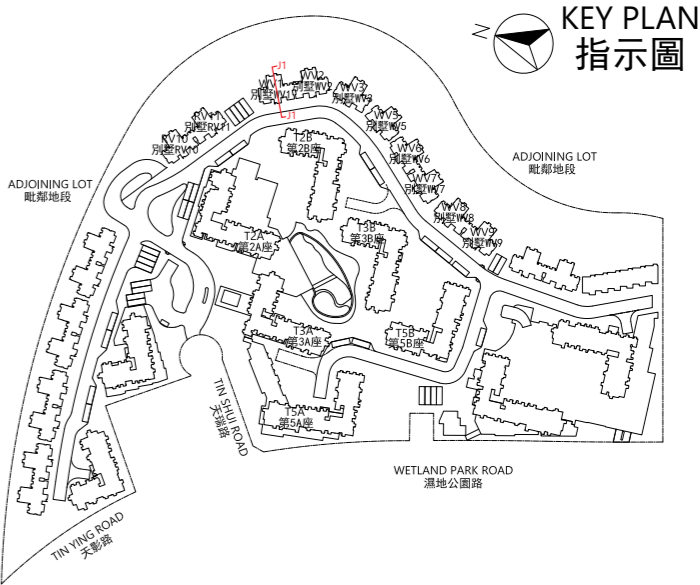 KEY PLAN
指示圖
N
J1
WV1
別墅WV1
WV2
別墅WV2
WV3
別墅WV3
J1
RV11
別墅RV11
WV5
別墅WV5
RV10
別墅RV10
T2B
第2B座
WV6
別墅WV6
ADJOINING LOT
毗鄰地段
ADJOINING LOT
毗鄰地段
WV7
別墅WV7
WV8
別墅WV8
T2A
第2A座
T3B
第3B座
WV9
別墅WV9
T3A
第3A座
T5B
第5B座
TIN SHUI ROAD
天瑞路
T5A
第5A座
WETLAND PARK ROAD
濕地公園路
TIN YING ROAD
天影路